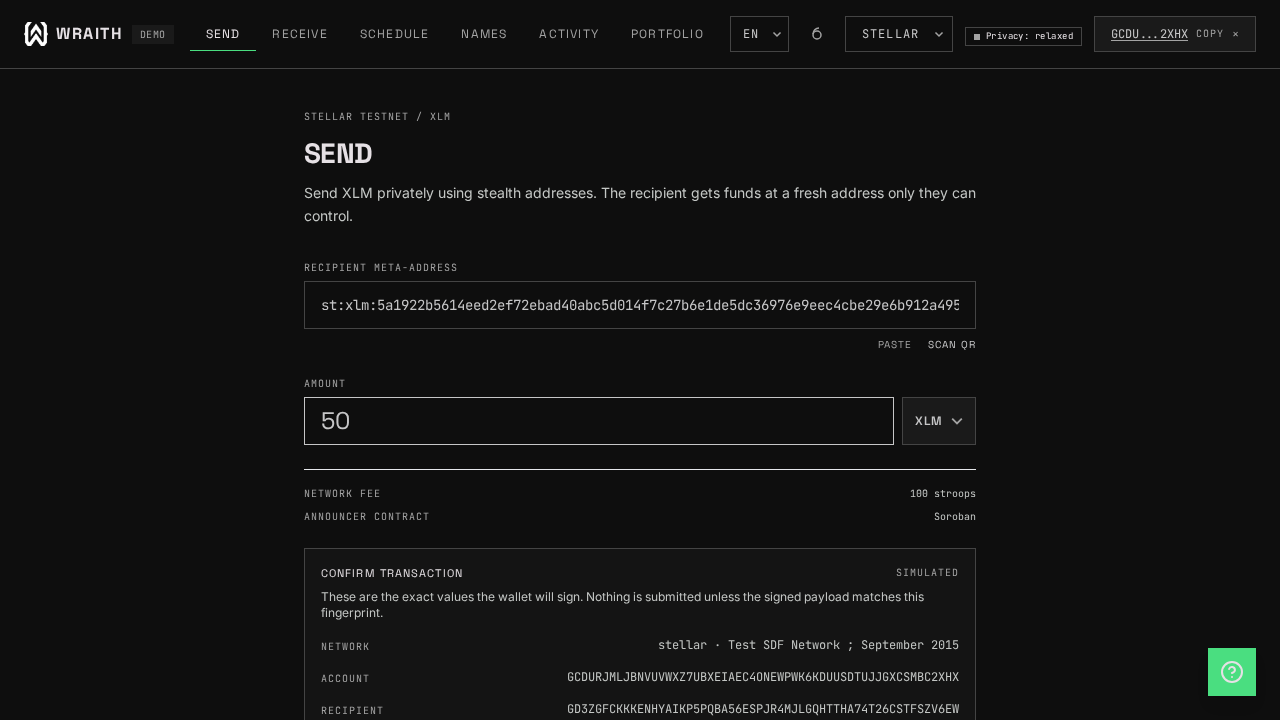 WRAITH DEMO SEND RECEIVE SCHEDULE NAMES ACTIVITY PORTFOLIO EN STELLAR Privacy: relaxed GCDU...2XHX COPY ×
STELLAR TESTNET / XLM
SEND
Send XLM privately using stealth addresses. The recipient gets funds at a fresh address only they can
control.
RECIPIENT META-ADDRESS
st:xlm:5a1922b5614eed2ef72ebad40abc5d014f7c27b6e1de5dc36976e9eec4cbe29e6b912a495
PASTE SCAN QR
AMOUNT
50 XLM
NETWORK FEE 100 stroops
ANNOUNCER CONTRACT Soroban
CONFIRM TRANSACTION SIMULATED
These are the exact values the wallet will sign. Nothing is submitted unless the signed payload matches this
fingerprint.
NETWORK stellar · Test SDF Network ; September 2015
ACCOUNT GCDURJMLJBNVUVWXZ7UBXEIAEC4ONEWPWK6KDUUSDTUJJGXCSMBC2XHX
RECIPIENT GD3ZGFCKKKENHYAIKP5PQBA56ESPJR4MJLGQHTTHA74T26CSTFSZV6EW